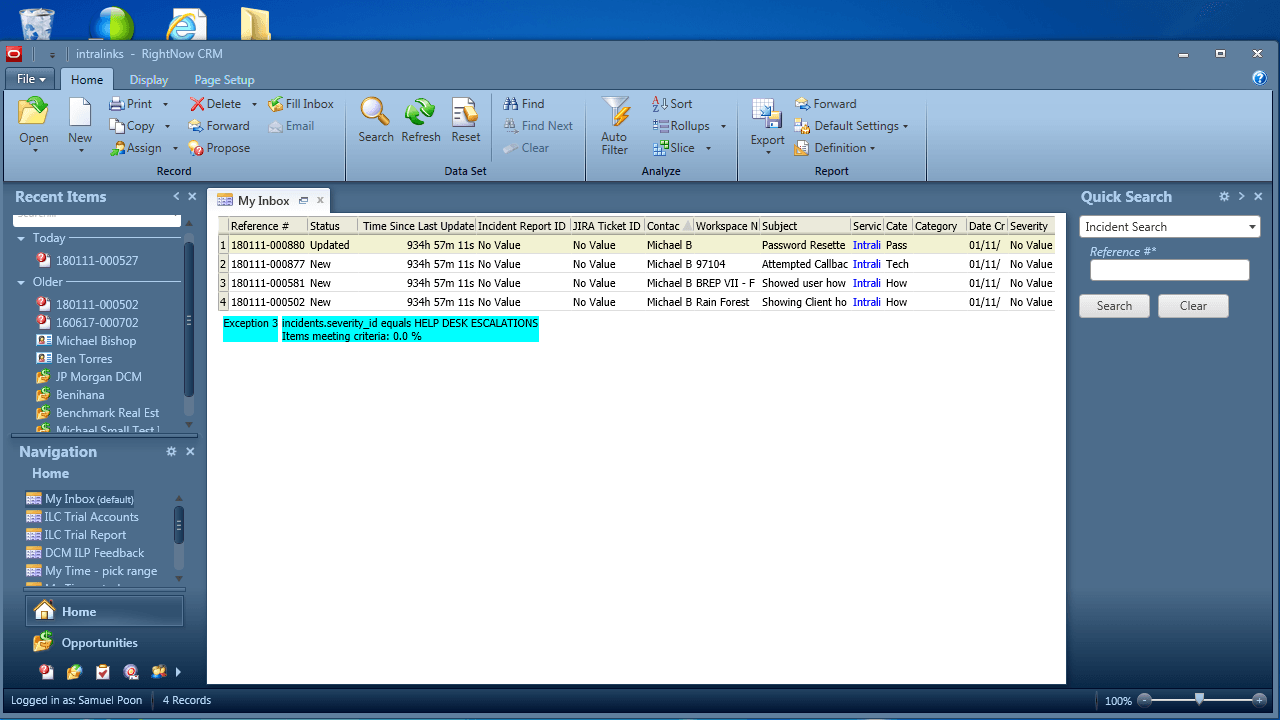 intralinks - RightNow CRM
File Home Display Page Setup
Open New Print Copy Assign Delete Forward Propose Fill Inbox Email
Record
Search Refresh Reset Find Find Next Clear
Data Set
Auto Filter Sort Rollups Slice
Analyze
Export Forward Default Settings Definition
Report
Recent Items
Today
180111-000527
Older
180111-000502
160617-000702
Michael Bishop
Ben Torres
JP Morgan DCM
Benihana
Benchmark Real Est
Michael Small Test
Navigation
Home
My Inbox (default)
ILC Trial Accounts
ILC Trial Report
DCM ILP Feedback
My Time - pick range
Home
Opportunities
My Inbox
Reference # Status Time Since Last Update Incident Report ID JIRA Ticket ID Contac Workspace N Subject Servic Cate Category Date Cr Severity
1 180111-000880 Updated 934h 57m 11s No Value No Value Michael B Password Resette Intrali Pass 01/11/ No Value
2 180111-000877 New 934h 57m 11s No Value No Value Michael B 97104 Attempted Callbac Intrali Tech 01/11/ No Value
3 180111-000581 New 934h 57m 11s No Value No Value Michael B BREP VII - F Showed user how Intrali How 01/11/ No Value
4 180111-000502 New 934h 57m 11s No Value No Value Michael B Rain Forest Showing Client ho Intrali How 01/11/ No Value
Exception 3 incidents.severity_id equals HELP DESK ESCALATIONS
Items meeting criteria: 0.0 %
Quick Search
Incident Search
Reference #*
Search Clear
Logged in as: Samuel Poon 4 Records 100%